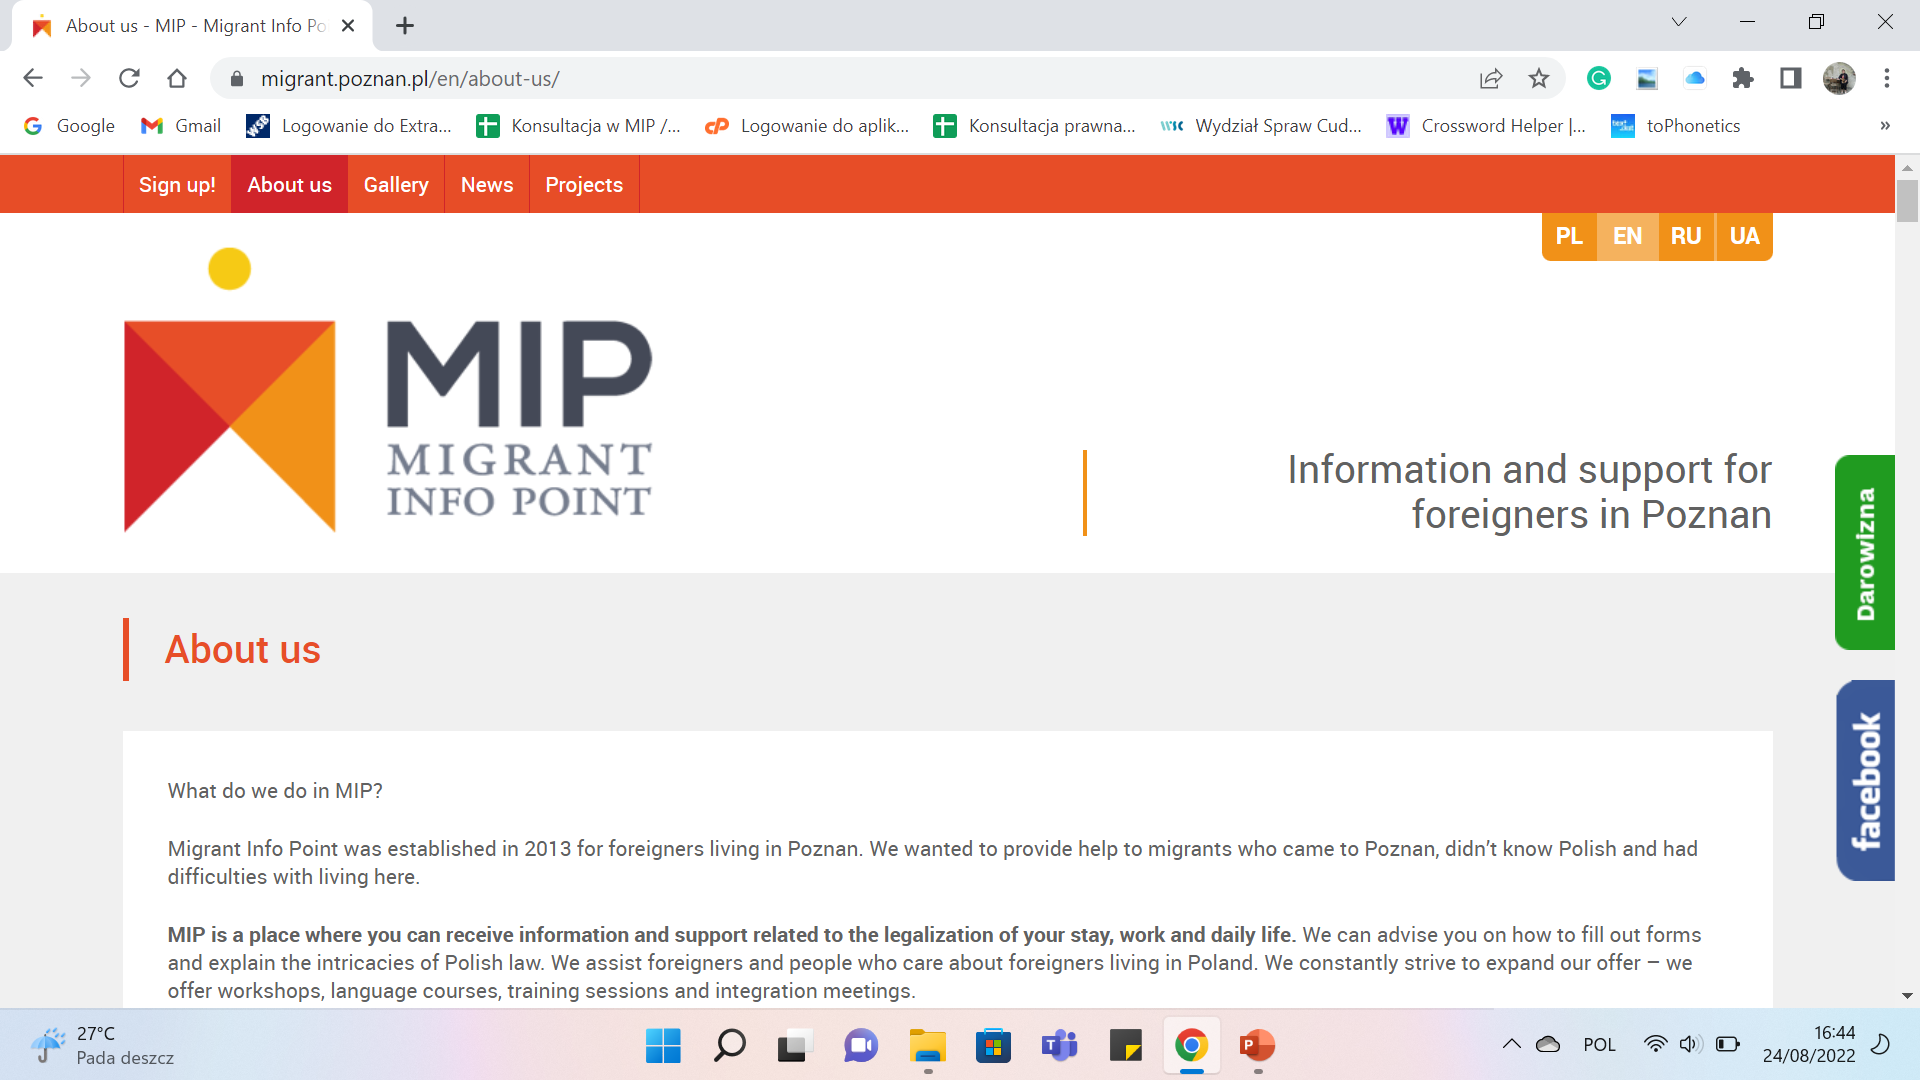 About us - MIP - Migrant Info Po
migrant.poznan.pl/en/about-us/
Google
Gmail
WSB
Logowanie do Extra...
Konsultacja w MIP /...
cP
Logowanie do aplik...
Konsultacja prawna...
WSC
Wydział Spraw Cud...
W
Crossword Helper |...
toPhonetics
»
Sign up!
About us
Gallery
News
Projects
PL
EN
RU
UA
MIP
MIGRANT
INFO POINT
Information and support for
foreigners in Poznan
Darowizna
facebook
About us
What do we do in MIP?
Migrant Info Point was established in 2013 for foreigners living in Poznan. We wanted to provide help to migrants who came to Poznan, didn’t know Polish and had
difficulties with living here.
MIP is a place where you can receive information and support related to the legalization of your stay, work and daily life. We can advise you on how to fill out forms
and explain the intricacies of Polish law. We assist foreigners and people who care about foreigners living in Poland. We constantly strive to expand our offer – we
offer workshops, language courses, training sessions and integration meetings.
27°C
Pada deszcz
POL
16:44
24/08/2022